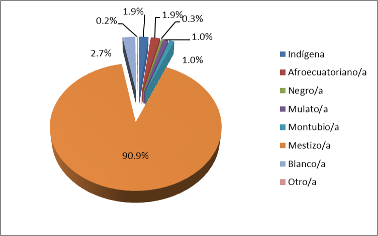 0.2%
1.9%
1.9%
0.3%
1.0%
1.0%
2.7%
90.9%
Indígena
Afroecuatoriano/a
Negro/a
Mulato/a
Montubio/a
Mestizo/a
Blanco/a
Otro/a